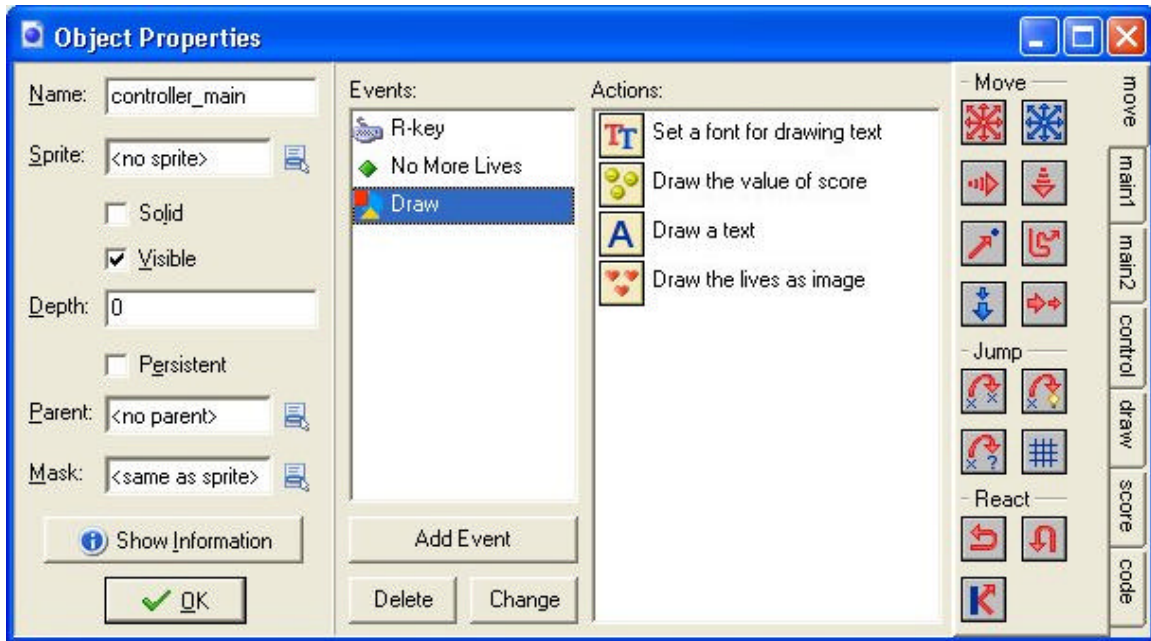 Object Properties
Name: controller_main
Sprite: <no sprite>
Solid
Visible
Depth: 0
Persistent
Parent: <no parent>
Mask: <same as sprite>
Show Information
OK
Events:
R-key
No More Lives
Draw
Add Event
Delete Change
Actions:
Set a font for drawing text
Draw the value of score
Draw a text
Draw the lives as image
Move
Jump
React
move
main1
main2
control
draw
score
code